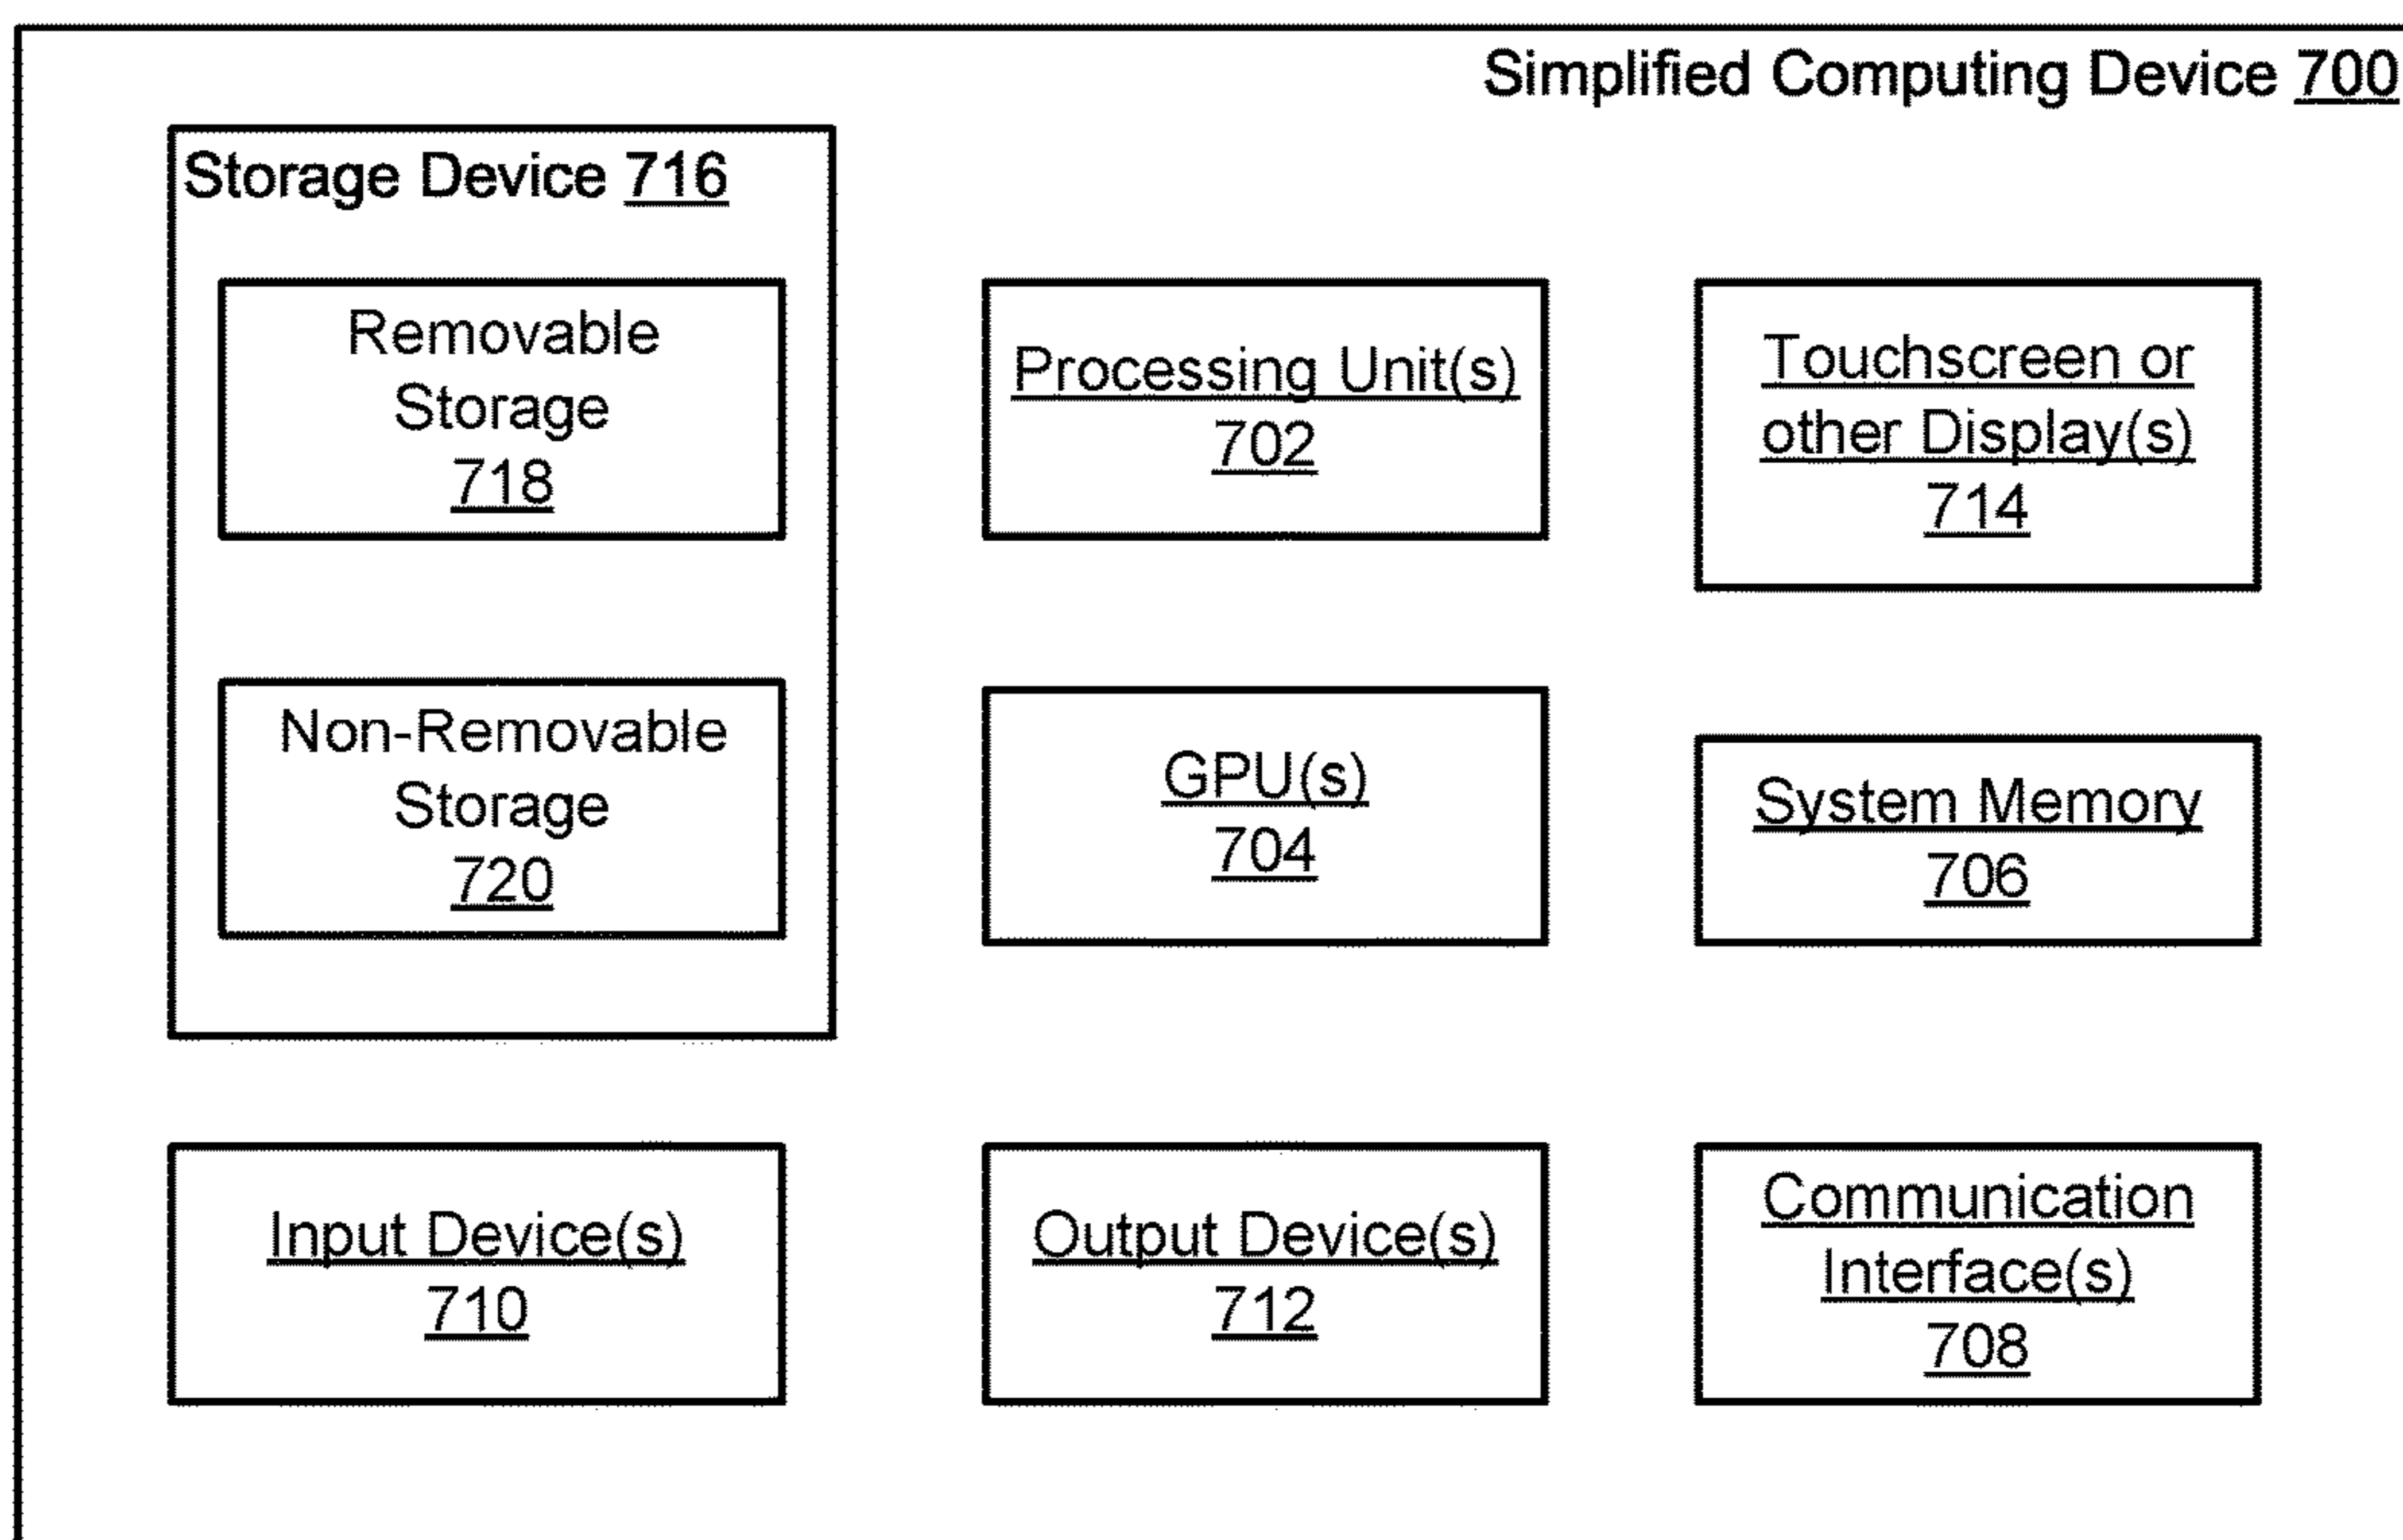 Simplified Computing Device 700
Storage Device 716
Removable
Storage
718
Processing Unit(s)
702
Touchscreen or
other Display(s)
714
Non-Removable
Storage
720
GPU(s)
704
System Memory
706
Input Device(s)
710
Output Device(s)
712
Communication
Interface(s)
708